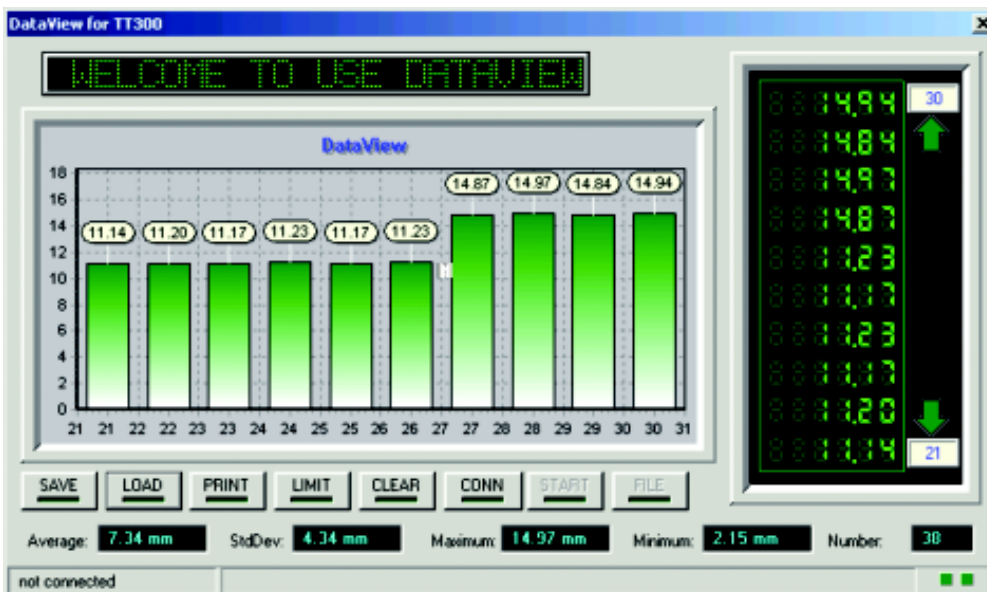 DataView for TT300
WELCOME TO USE DATAVIEW
DataView
18
16
14
12
10
8
6
4
2
0
11.14 11.20 11.17 11.23 11.17 11.23 14.87 14.97 14.84 14.94
21 21 22 22 23 23 24 24 25 25 26 26 27 27 28 28 29 29 30 30 31
14.94
14.84
14.97
14.87
11.23
11.17
11.23
11.17
11.20
11.14
30
21
SAVE LOAD PRINT LIMIT CLEAR CONN START FILE
Average: 7.34 mm StdDev: 4.34 mm Maximum: 14.97 mm Minimum: 2.15 mm Number: 38
not connected